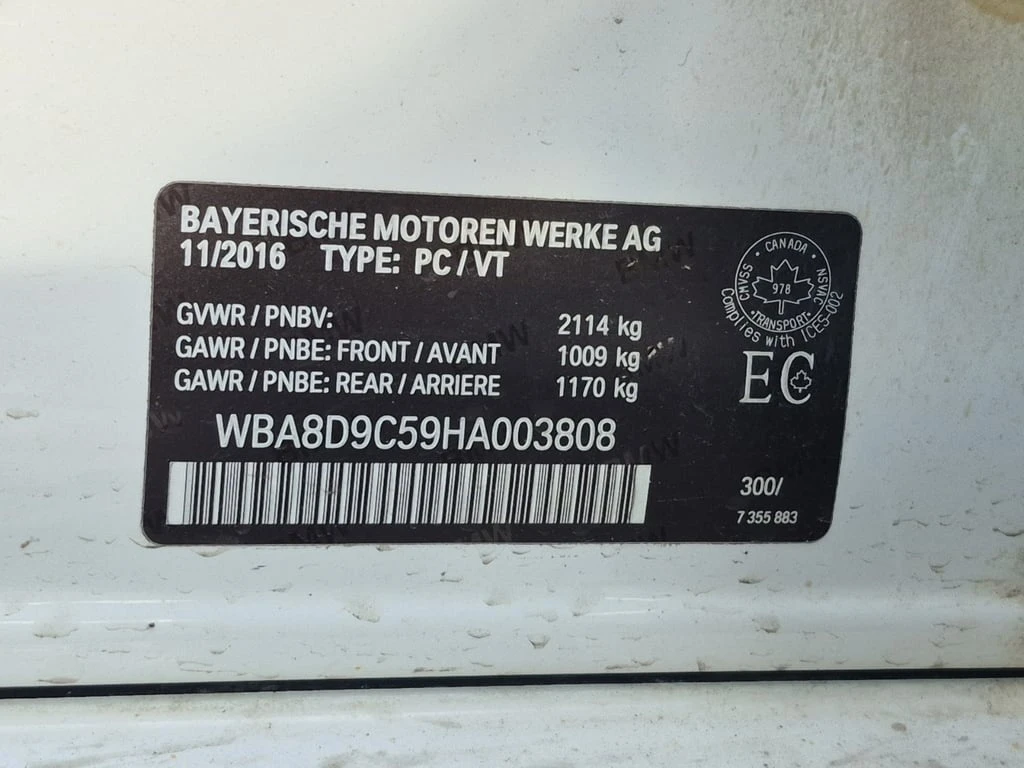 BAYERISCHE MOTOREN WERKE AG
11/2016 TYPE: PC / VT
GVWR / PNBV: 2114 kg
GAWR / PNBE: FRONT / AVANT 1009 kg
GAWR / PNBE: REAR / ARRIERE 1170 kg
WBA8D9C59HA003808
CANADA
CMVSS
978
NSVAC
TRANSPORT
Complies with ICES-002
EC
300/
7 355 883